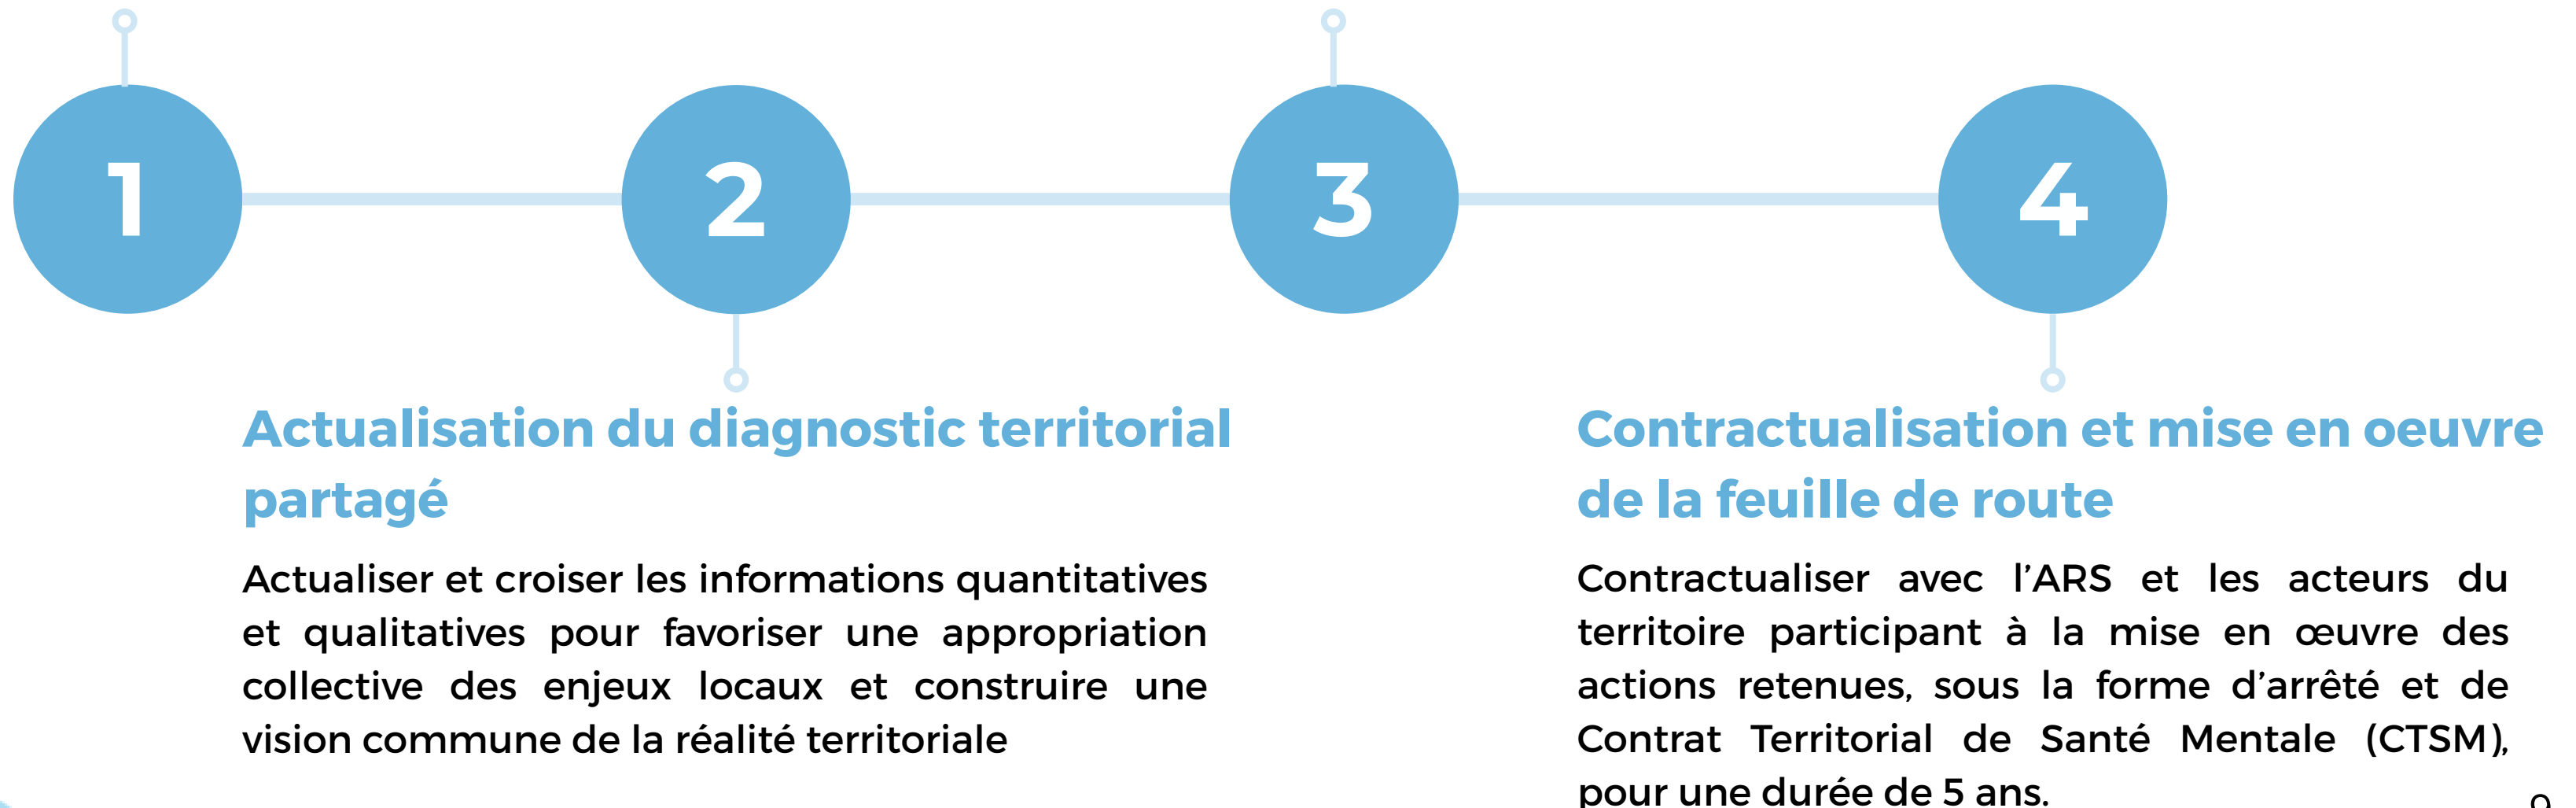 1
2
3
4
Actualisation du diagnostic territorial
partagé
Actualiser et croiser les informations quantitatives
et qualitatives pour favoriser une appropriation
collective des enjeux locaux et construire une
vision commune de la réalité territoriale
Contractualisation et mise en oeuvre
de la feuille de route
Contractualiser avec l'ARS et les acteurs du
territoire participant à la mise en œuvre des
actions retenues, sous la forme d'arrêté et de
Contrat Territorial de Santé Mentale (CTSM),
pour une durée de 5 ans.